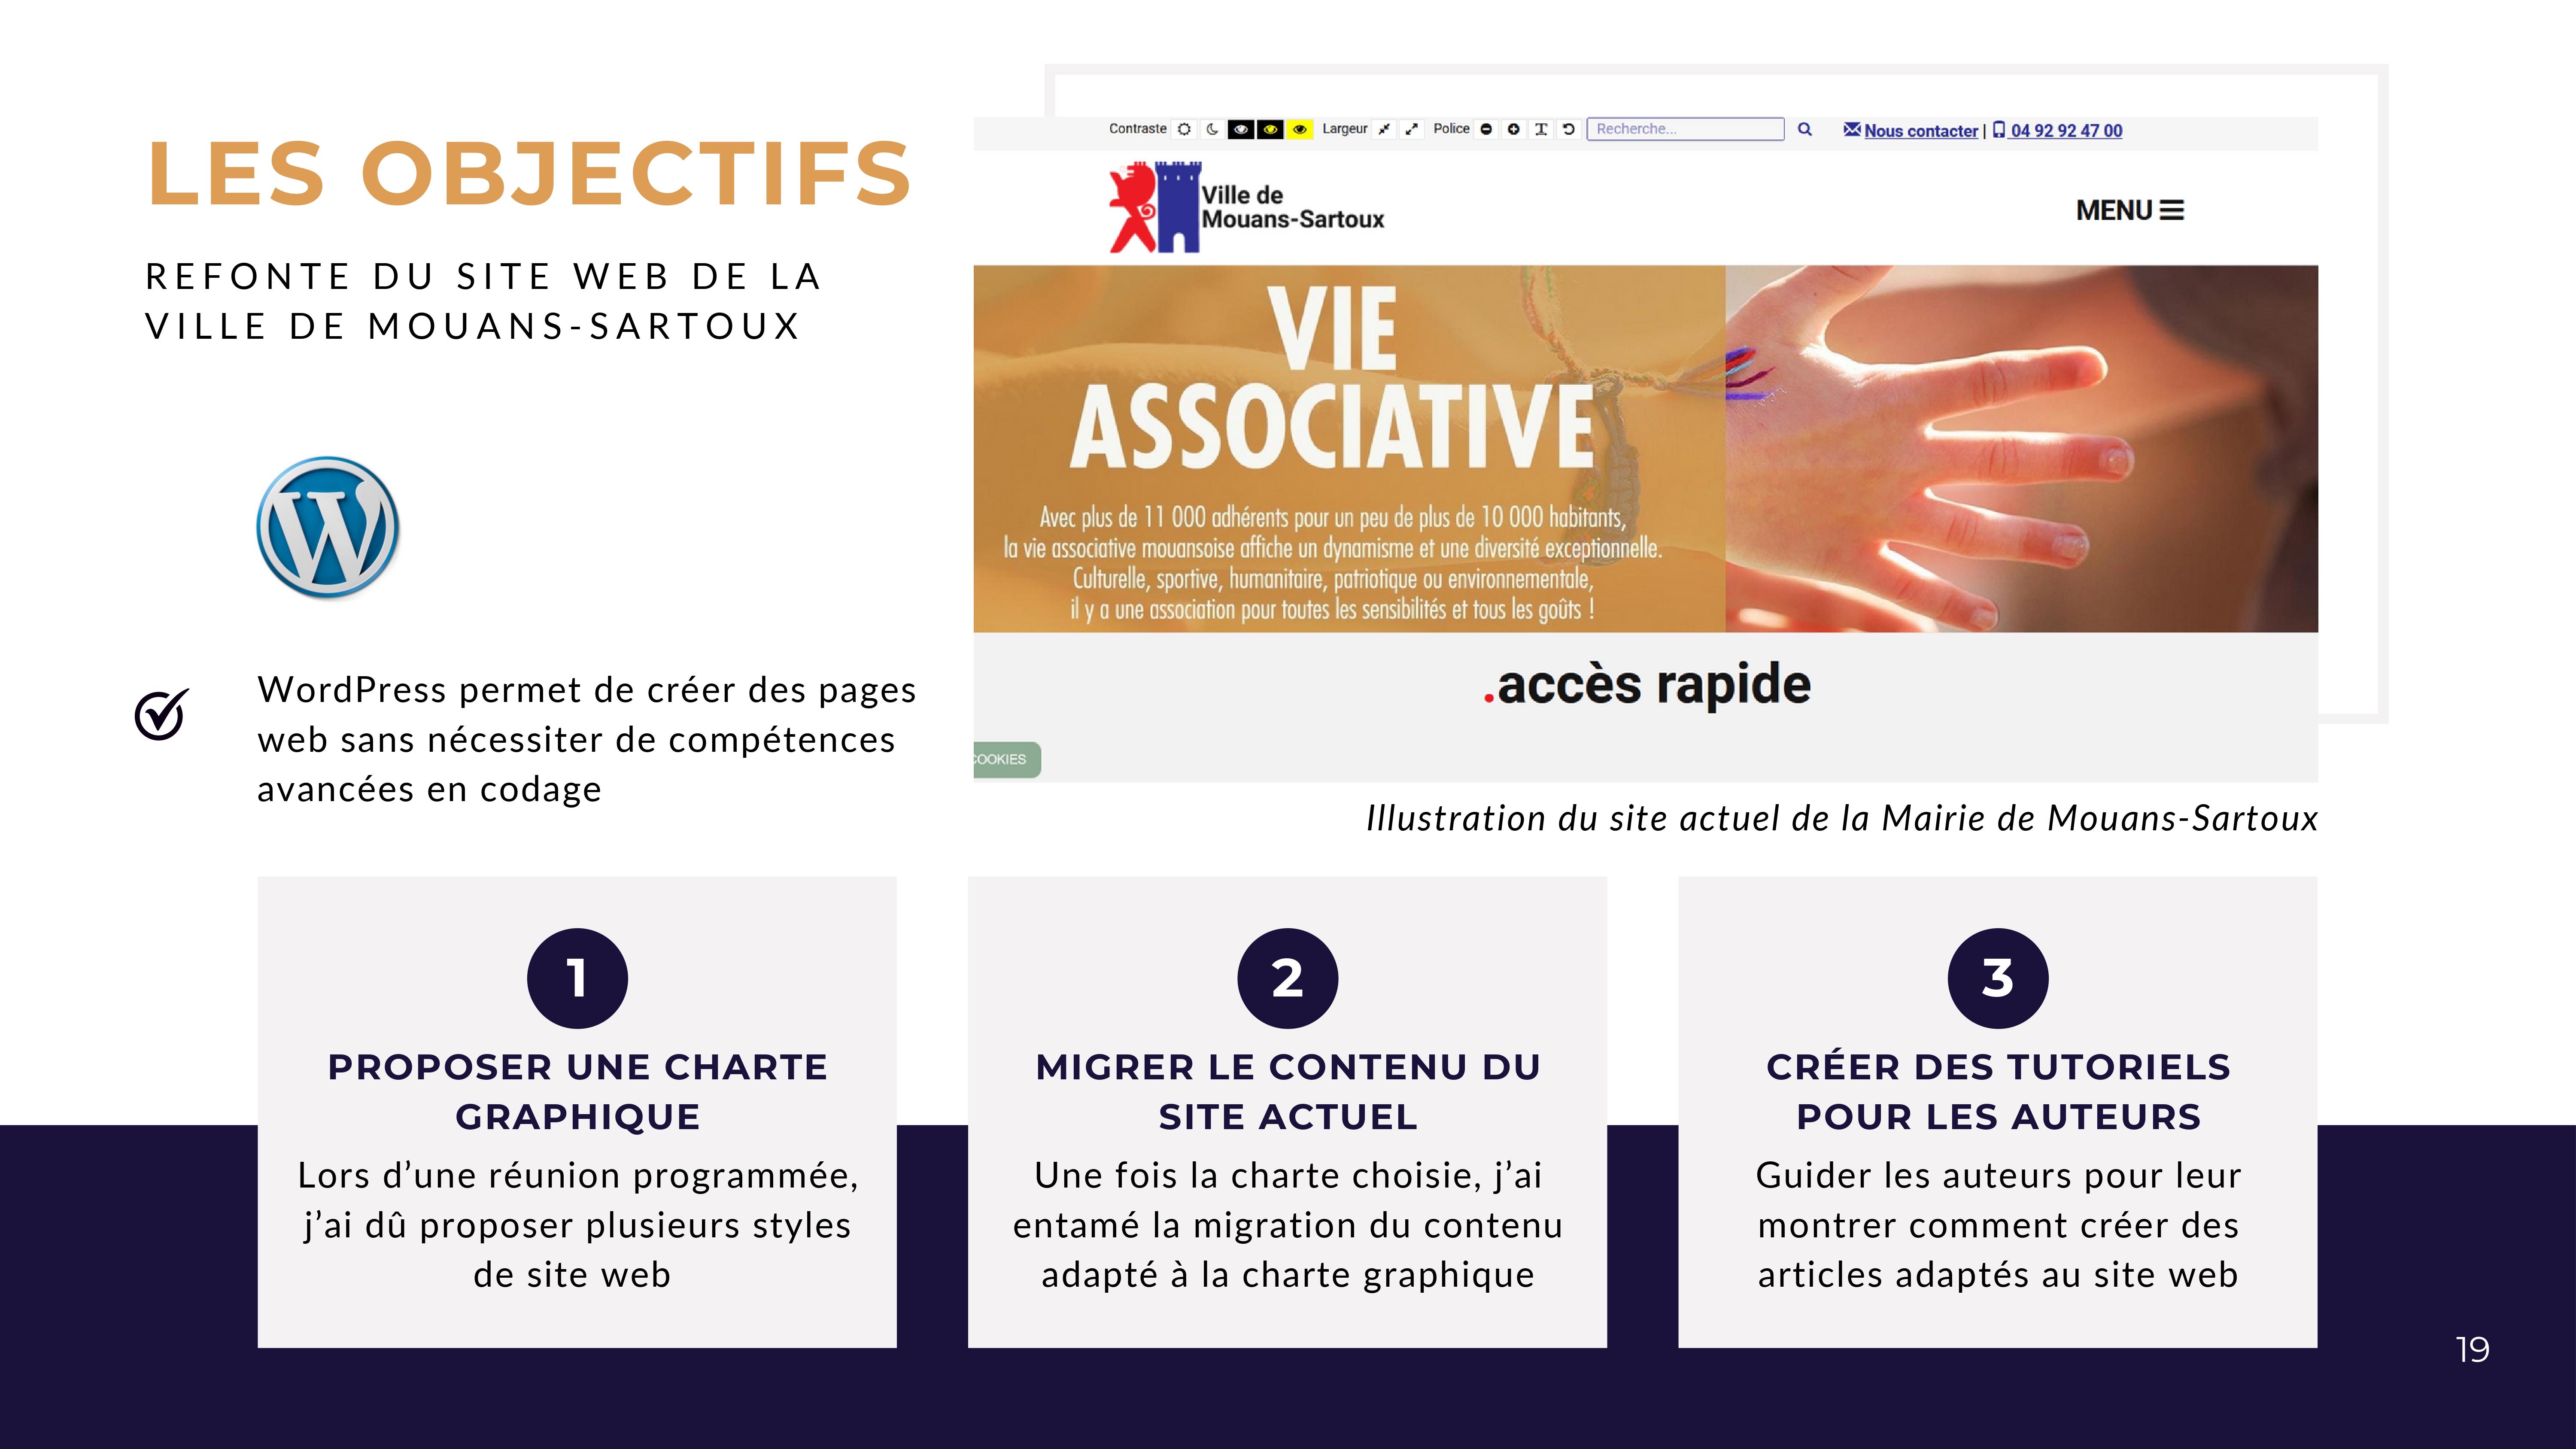 LES OBJECTIFS
REFONTE DU SITE WEB DE LA
VILLE DE MOUANS-SARTOUX
WordPress permet de créer des pages
web sans nécessiter de compétences
avancées en codage
Contraste Largeur Police Recherche... Nous contacter | 04 92 92 47 00
Ville de
Mouans-Sartoux
MENU
VIE
ASSOCIATIVE
Avec plus de 11 000 adhérents pour un peu de plus de 10 000 habitants,
la vie associative mouansoise affiche un dynamisme et une diversité exceptionnelle.
Culturelle, sportive, humanitaire, patriotique ou environnementale,
il y a une association pour toutes les sensibilités et tous les goûts !
.accès rapide
COOKIES
Illustration du site actuel de la Mairie de Mouans-Sartoux
1
PROPOSER UNE CHARTE
GRAPHIQUE
Lors d’une réunion programmée,
j’ai dû proposer plusieurs styles
de site web
2
MIGRER LE CONTENU DU
SITE ACTUEL
Une fois la charte choisie, j’ai
entamé la migration du contenu
adapté à la charte graphique
3
CRÉER DES TUTORIELS
POUR LES AUTEURS
Guider les auteurs pour leur
montrer comment créer des
articles adaptés au site web
19